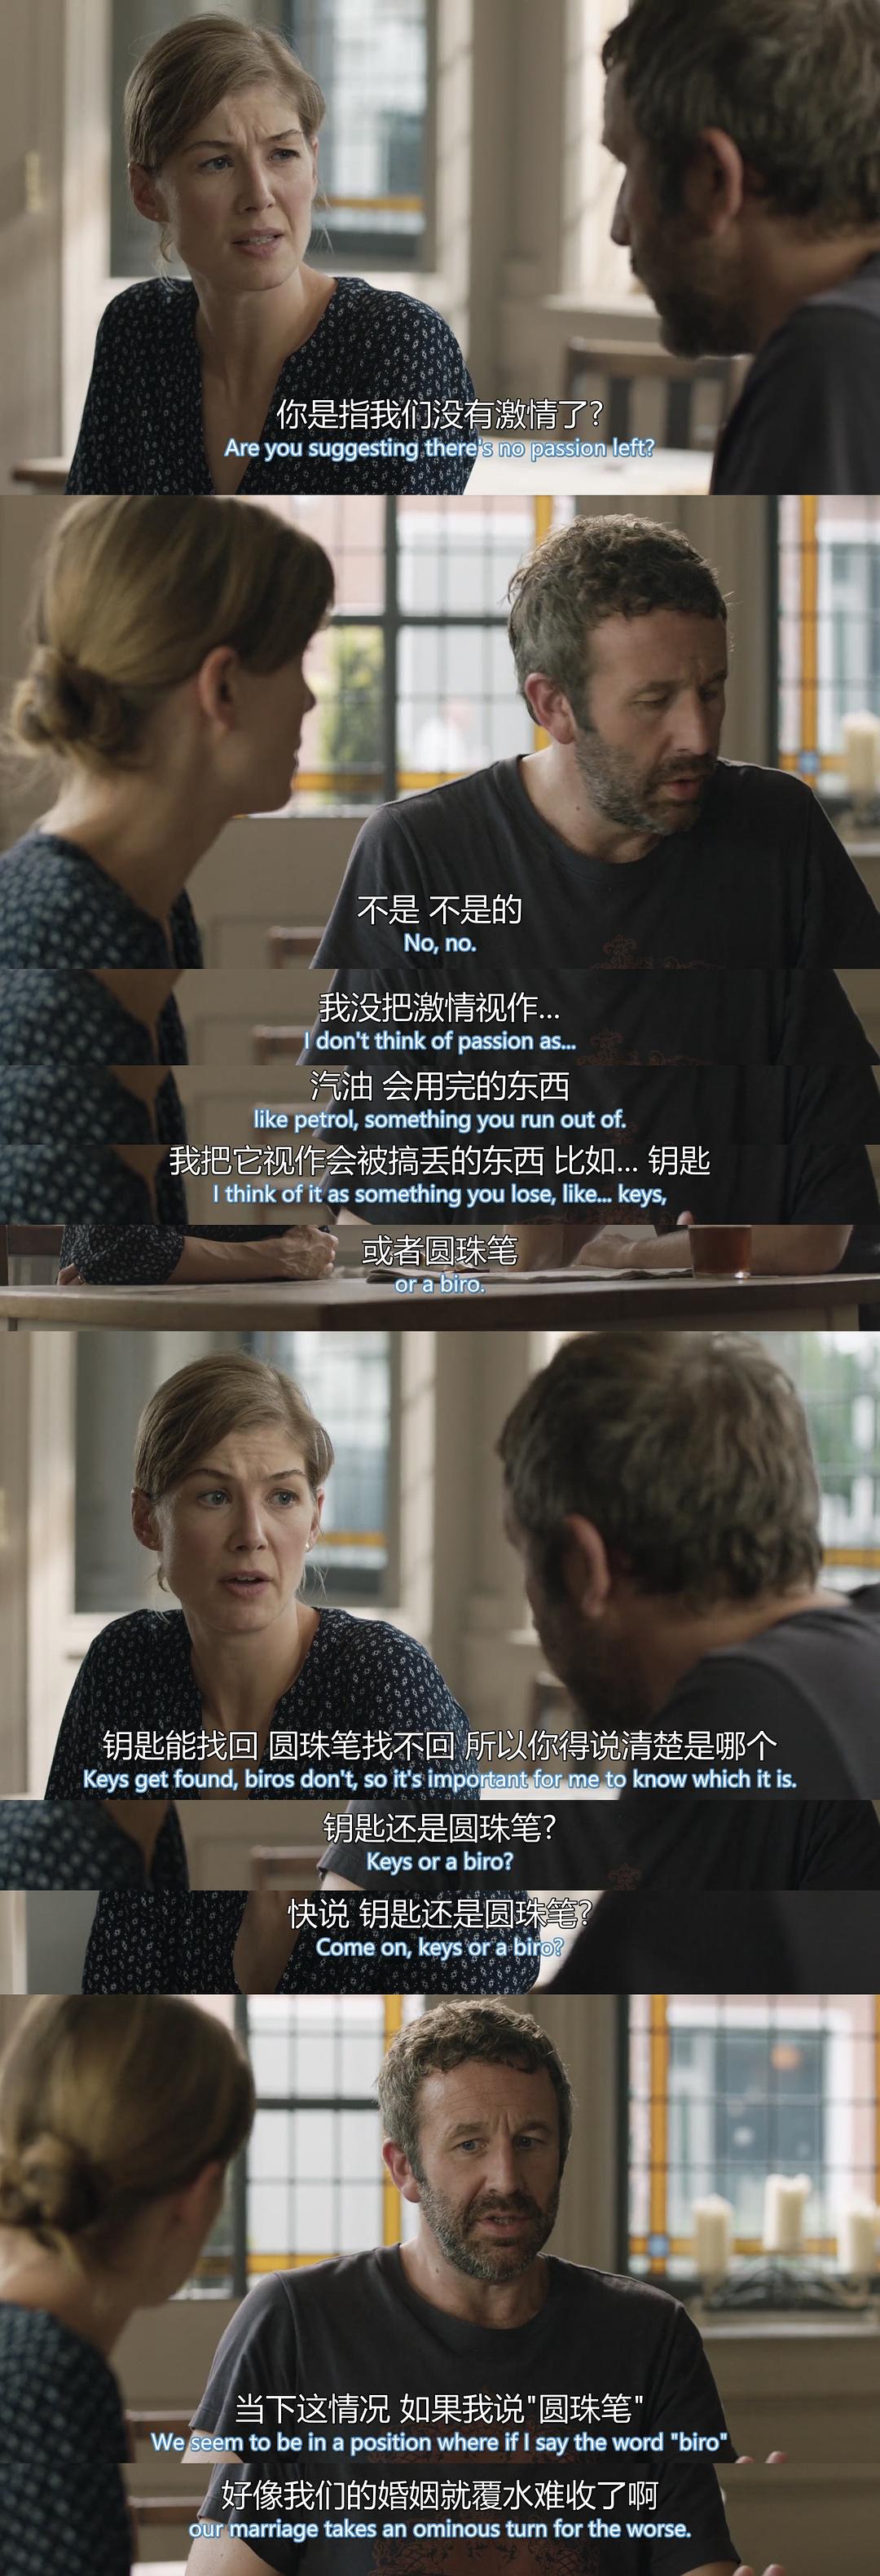 你是指我们没有激情了?
Are you suggesting there's no passion left?
不是 不是的
No, no.
我没把激情视作...
I don't think of passion as...
汽油 会用完的东西
like petrol, something you run out of.
我把它视作会被搞丢的东西 比如... 钥匙
I think of it as something you lose, like... keys,
或者圆珠笔
or a biro.
钥匙能找回 圆珠笔找不回 所以你得说清楚是哪个
Keys get found, biros don't, so it's important for me to know which it is.
钥匙还是圆珠笔?
Keys or a biro?
快说 钥匙还是圆珠笔?
Come on, keys or a biro?
当下这情况 如果我说"圆珠笔"
We seem to be in a position where if I say the word "biro"
好像我们的婚姻就覆水难收了啊
our marriage takes an ominous turn for the worse.